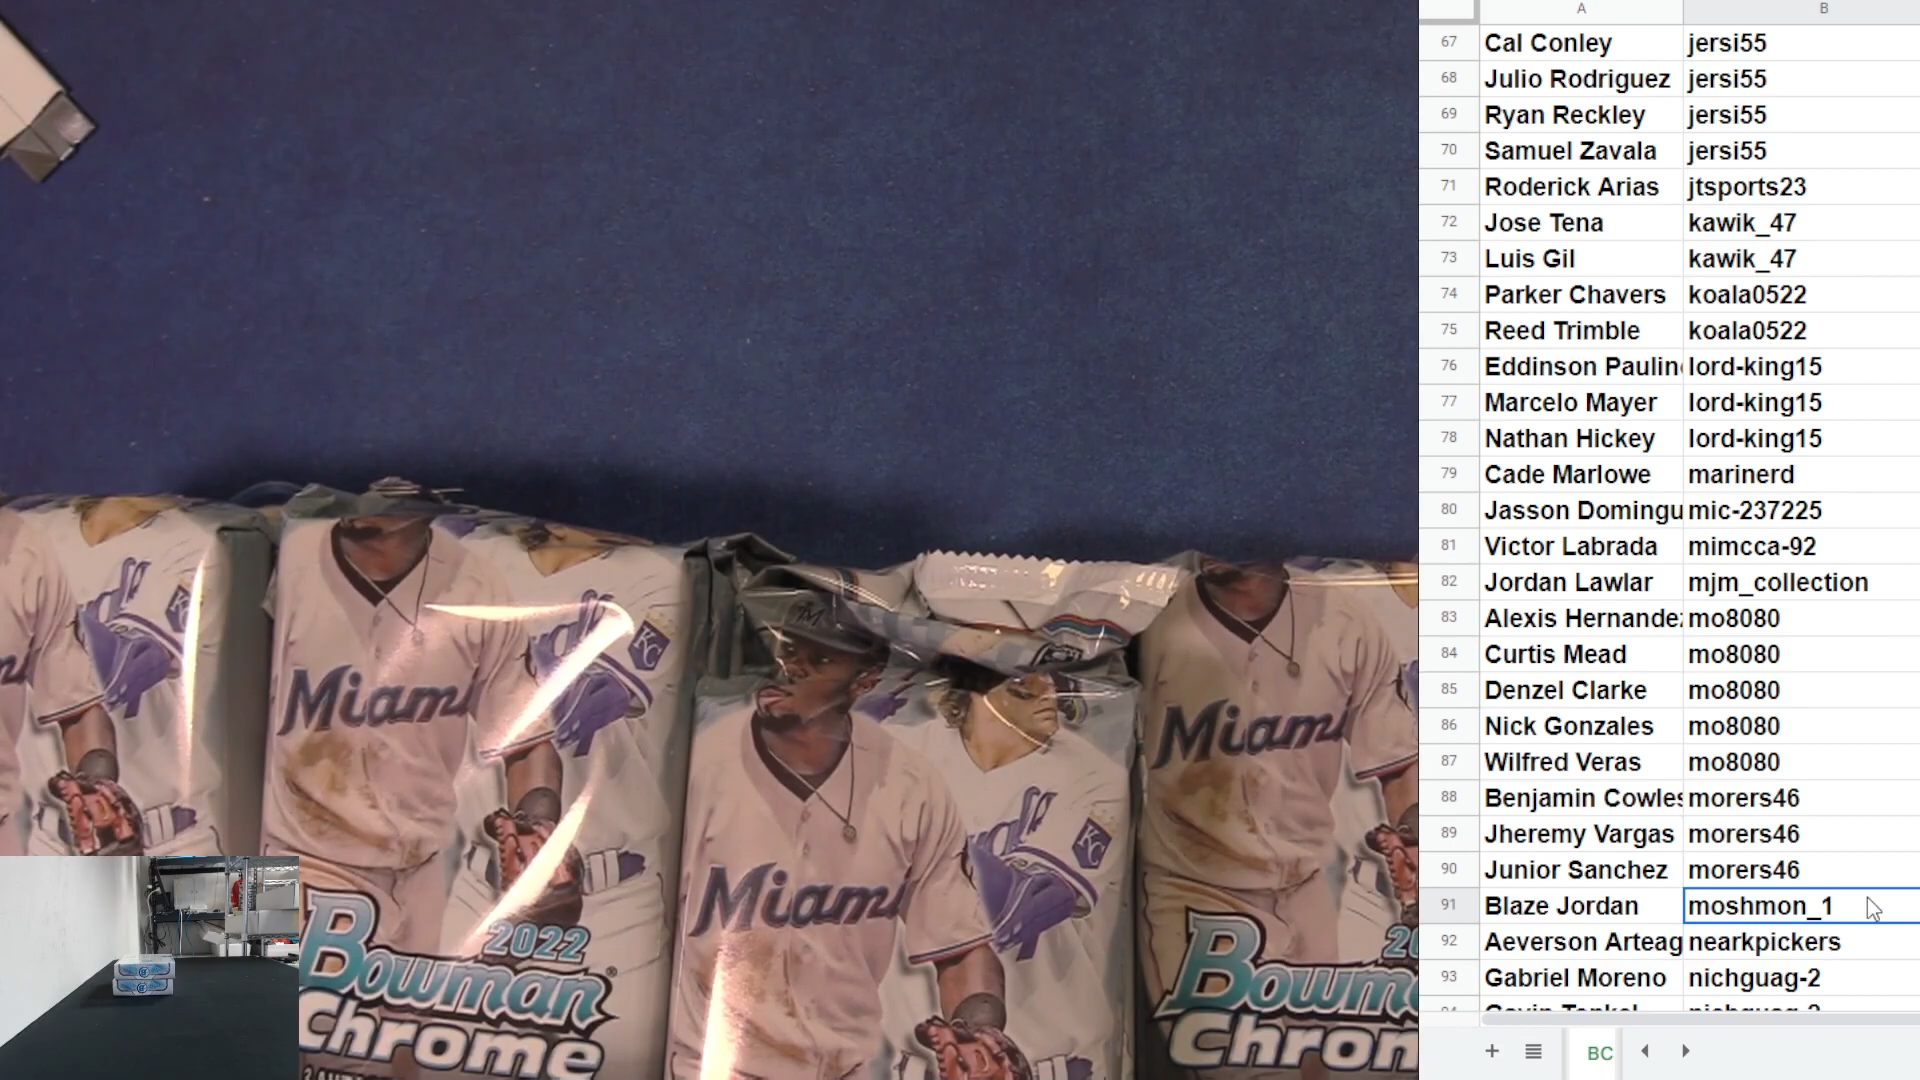 Miami
2022
Bowman
Chrome
KC
Miami
KC
Miami
Bowm
Chron
A B
67 Cal Conley jersi55
68 Julio Rodriguez jersi55
69 Ryan Reckley jersi55
70 Samuel Zavala jersi55
71 Roderick Arias jtsports23
72 Jose Tena kawik_47
73 Luis Gil kawik_47
74 Parker Chavers koala0522
75 Reed Trimble koala0522
76 Eddinson Paulin lord-king15
77 Marcelo Mayer lord-king15
78 Nathan Hickey lord-king15
79 Cade Marlowe marinerd
80 Jasson Domingu mic-237225
81 Victor Labrada mimcca-92
82 Jordan Lawlar mjm_collection
83 Alexis Hernande mo8080
84 Curtis Mead mo8080
85 Denzel Clarke mo8080
86 Nick Gonzales mo8080
87 Wilfred Veras mo8080
88 Benjamin Cowles morers46
89 Jheremy Vargas morers46
90 Junior Sanchez morers46
91 Blaze Jordan moshmon_1
92 Aeverson Arteag nearkpickers
93 Gabriel Moreno nichguag-2
BC